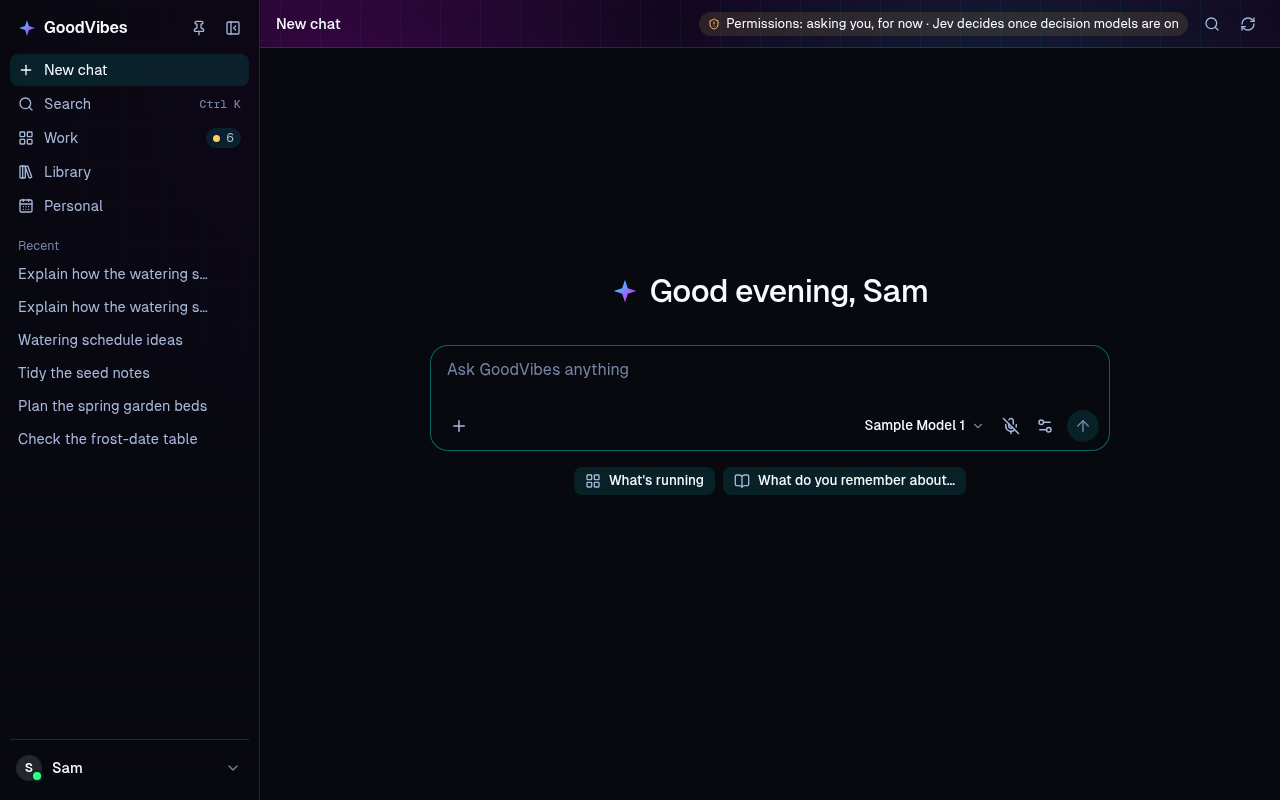 GoodVibes
New chat
Search
Ctrl K
Work
6
Library
Personal
Recent
Explain how the watering s…
Explain how the watering s…
Watering schedule ideas
Tidy the seed notes
Plan the spring garden beds
Check the frost-date table
S
Sam
New chat
Permissions: asking you, for now · Jev decides once decision models are on
Good evening, Sam
Ask GoodVibes anything
Sample Model 1
What's running
What do you remember about…